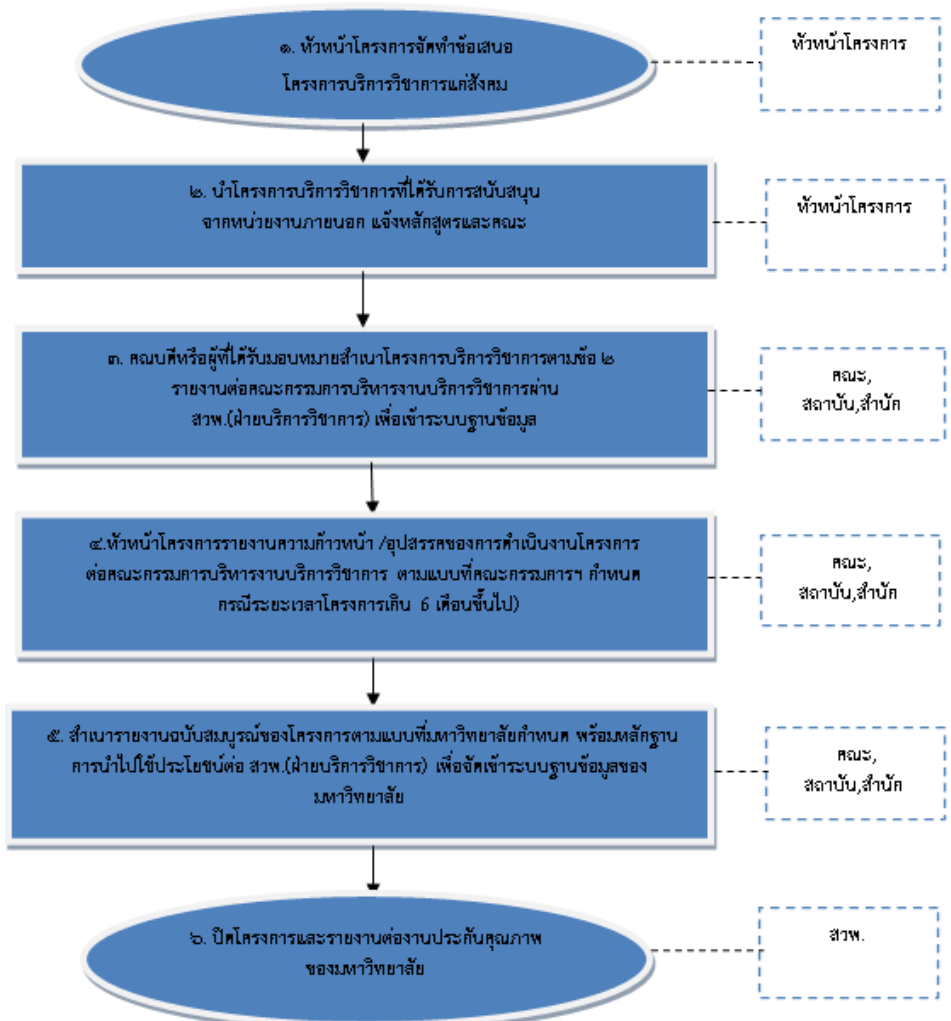 ๑. หัวหน้าโครงการจัดทำข้อเสนอ
โครงการบริการวิชาการแก่สังคม
หัวหน้าโครงการ
๒. นำโครงการบริการวิชาการที่ได้รับการสนับสนุน
จากหน่วยงานภายนอก แจ้งหลักสูตรและคณะ
หัวหน้าโครงการ
๓. คณบดีหรือผู้ที่ได้รับมอบหมายสำเนาโครงการบริการวิชาการตามข้อ ๒
รายงานต่อคณะกรรมการบริหารงานบริการวิชาการผ่าน
สวพ.(ฝ่ายบริการวิชาการ) เพื่อเข้าระบบฐานข้อมูล
คณะ,
สถาบัน,สำนัก
๔.หัวหน้าโครงการรายงานความก้าวหน้า /อุปสรรคของการดำเนินงานโครงการ
ต่อคณะกรรมการบริหารงานบริการวิชาการ ตามแบบที่คณะกรรมการฯ กำหนด
กรณีระยะเวลาโครงการเกิน 6 เดือนขึ้นไป)
คณะ,
สถาบัน,สำนัก
๕. สำเนารายงานฉบับสมบูรณ์ของโครงการตามแบบที่มหาวิทยาลัยกำหนด พร้อมหลักฐาน
การนำไปใช้ประโยชน์ต่อ สวพ.(ฝ่ายบริการวิชาการ) เพื่อจัดเข้าระบบฐานข้อมูลของ
มหาวิทยาลัย
คณะ,
สถาบัน,สำนัก
๖. ปิดโครงการและรายงานต่องานประกันคุณภาพ
ของมหาวิทยาลัย
สวพ.